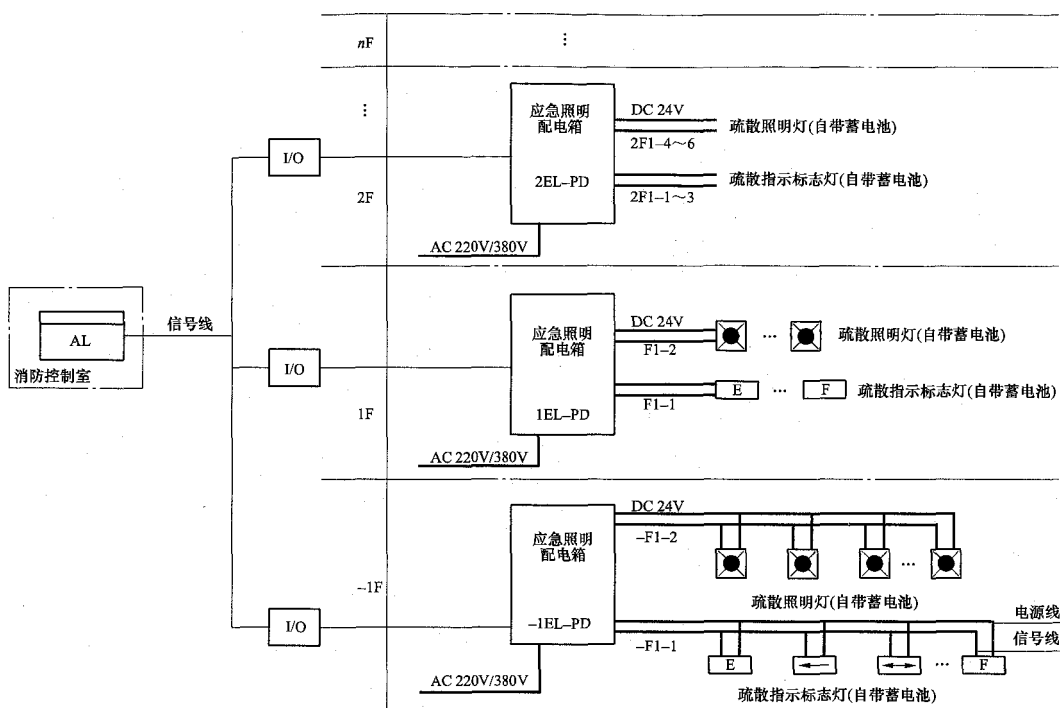 nF
⋮
⋮
应急照明
配电箱
DC 24V
疏散照明灯(自带蓄电池)
2F1-4～6
I/O
2EL-PD
疏散指示标志灯(自带蓄电池)
2F1-1～3
2F
AC 220V/380V
AL
消防控制室
信号线
应急照明
配电箱
DC 24V
F1-2
…
疏散照明灯(自带蓄电池)
I/O
E
…
F
疏散指示标志灯(自带蓄电池)
F1-1
1F
1EL-PD
AC 220V/380V
应急照明
配电箱
DC 24V
-F1-2
…
-1F
疏散照明灯(自带蓄电池)
电源线
I/O
-1EL-PD
信号线
-F1-1
E
…
F
AC 220V/380V
疏散指示标志灯(自带蓄电池)